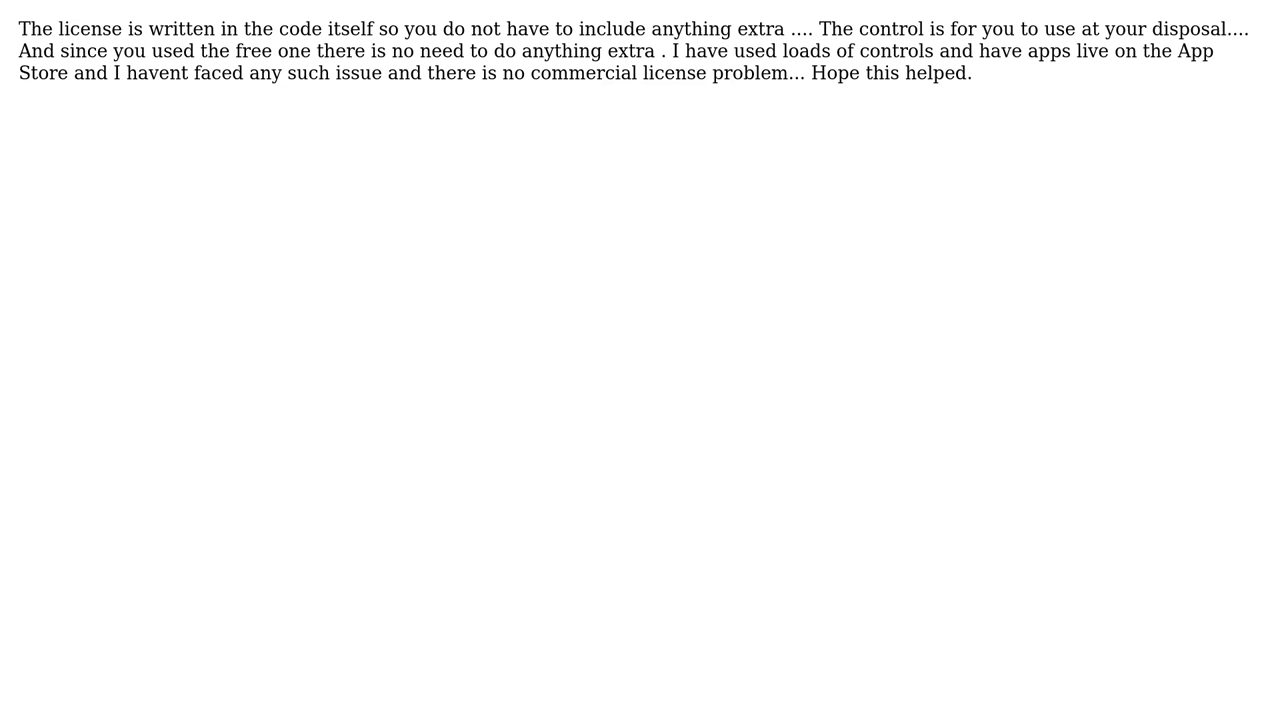 The license is written in the code itself so you do not have to include anything extra .... The control is for you to use at your disposal....
And since you used the free one there is no need to do anything extra . I have used loads of controls and have apps live on the App
Store and I havent faced any such issue and there is no commercial license problem... Hope this helped.